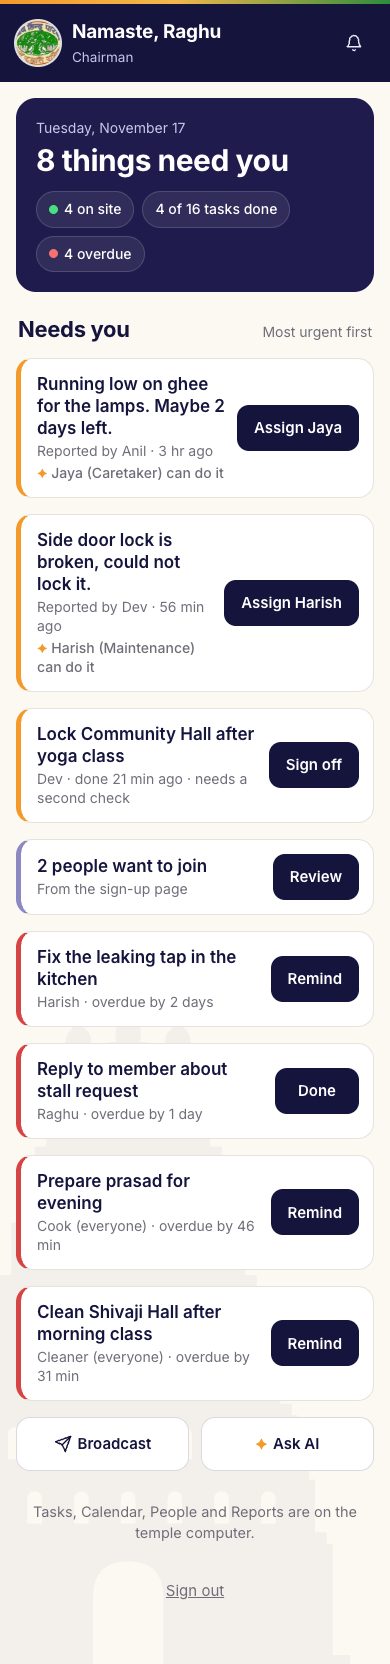 Namaste, Raghu
Chairman
Tuesday, November 17
8 things need you
4 on site
4 of 16 tasks done
4 overdue
Needs you
Most urgent first
Running low on ghee
for the lamps. Maybe 2
days left.
Reported by Anil · 3 hr ago
✦ Jaya (Caretaker) can do it
Assign Jaya
Side door lock is
broken, could not
lock it.
Reported by Dev · 56 min
ago
✦ Harish (Maintenance)
can do it
Assign Harish
Lock Community Hall after
yoga class
Dev · done 21 min ago · needs a
second check
Sign off
2 people want to join
From the sign-up page
Review
Fix the leaking tap in the
kitchen
Harish · overdue by 2 days
Remind
Reply to member about
stall request
Raghu · overdue by 1 day
Done
Prepare prasad for
evening
Cook (everyone) · overdue by 46
min
Remind
Clean Shivaji Hall after
morning class
Cleaner (everyone) · overdue by
31 min
Remind
Broadcast
✦ Ask AI
Tasks, Calendar, People and Reports are on the
temple computer.
Sign out